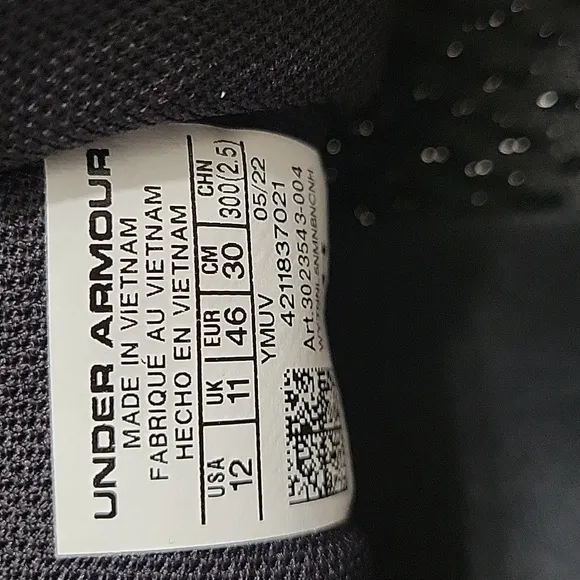 UNDER ARMOUR
MADE IN VIETNAM
FABRIQUÉ AU VIETNAM
HECHO EN VIETNAM
USA UK EUR CM CHN
12 11 46 30 300(2.5)
YMUV 05/22
4211837021
Art.3023543-004